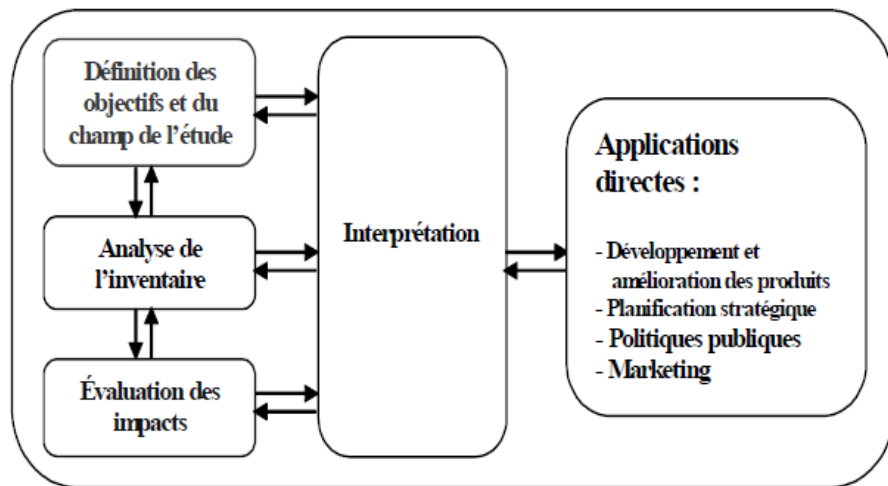 Définition des
objectifs et du
champ de l'étude
Analyse de
l'inventaire
Évaluation des
impacts
Interprétation
Applications
directes :
- Développement et
amélioration des produits
- Planification stratégique
- Politiques publiques
- Marketing